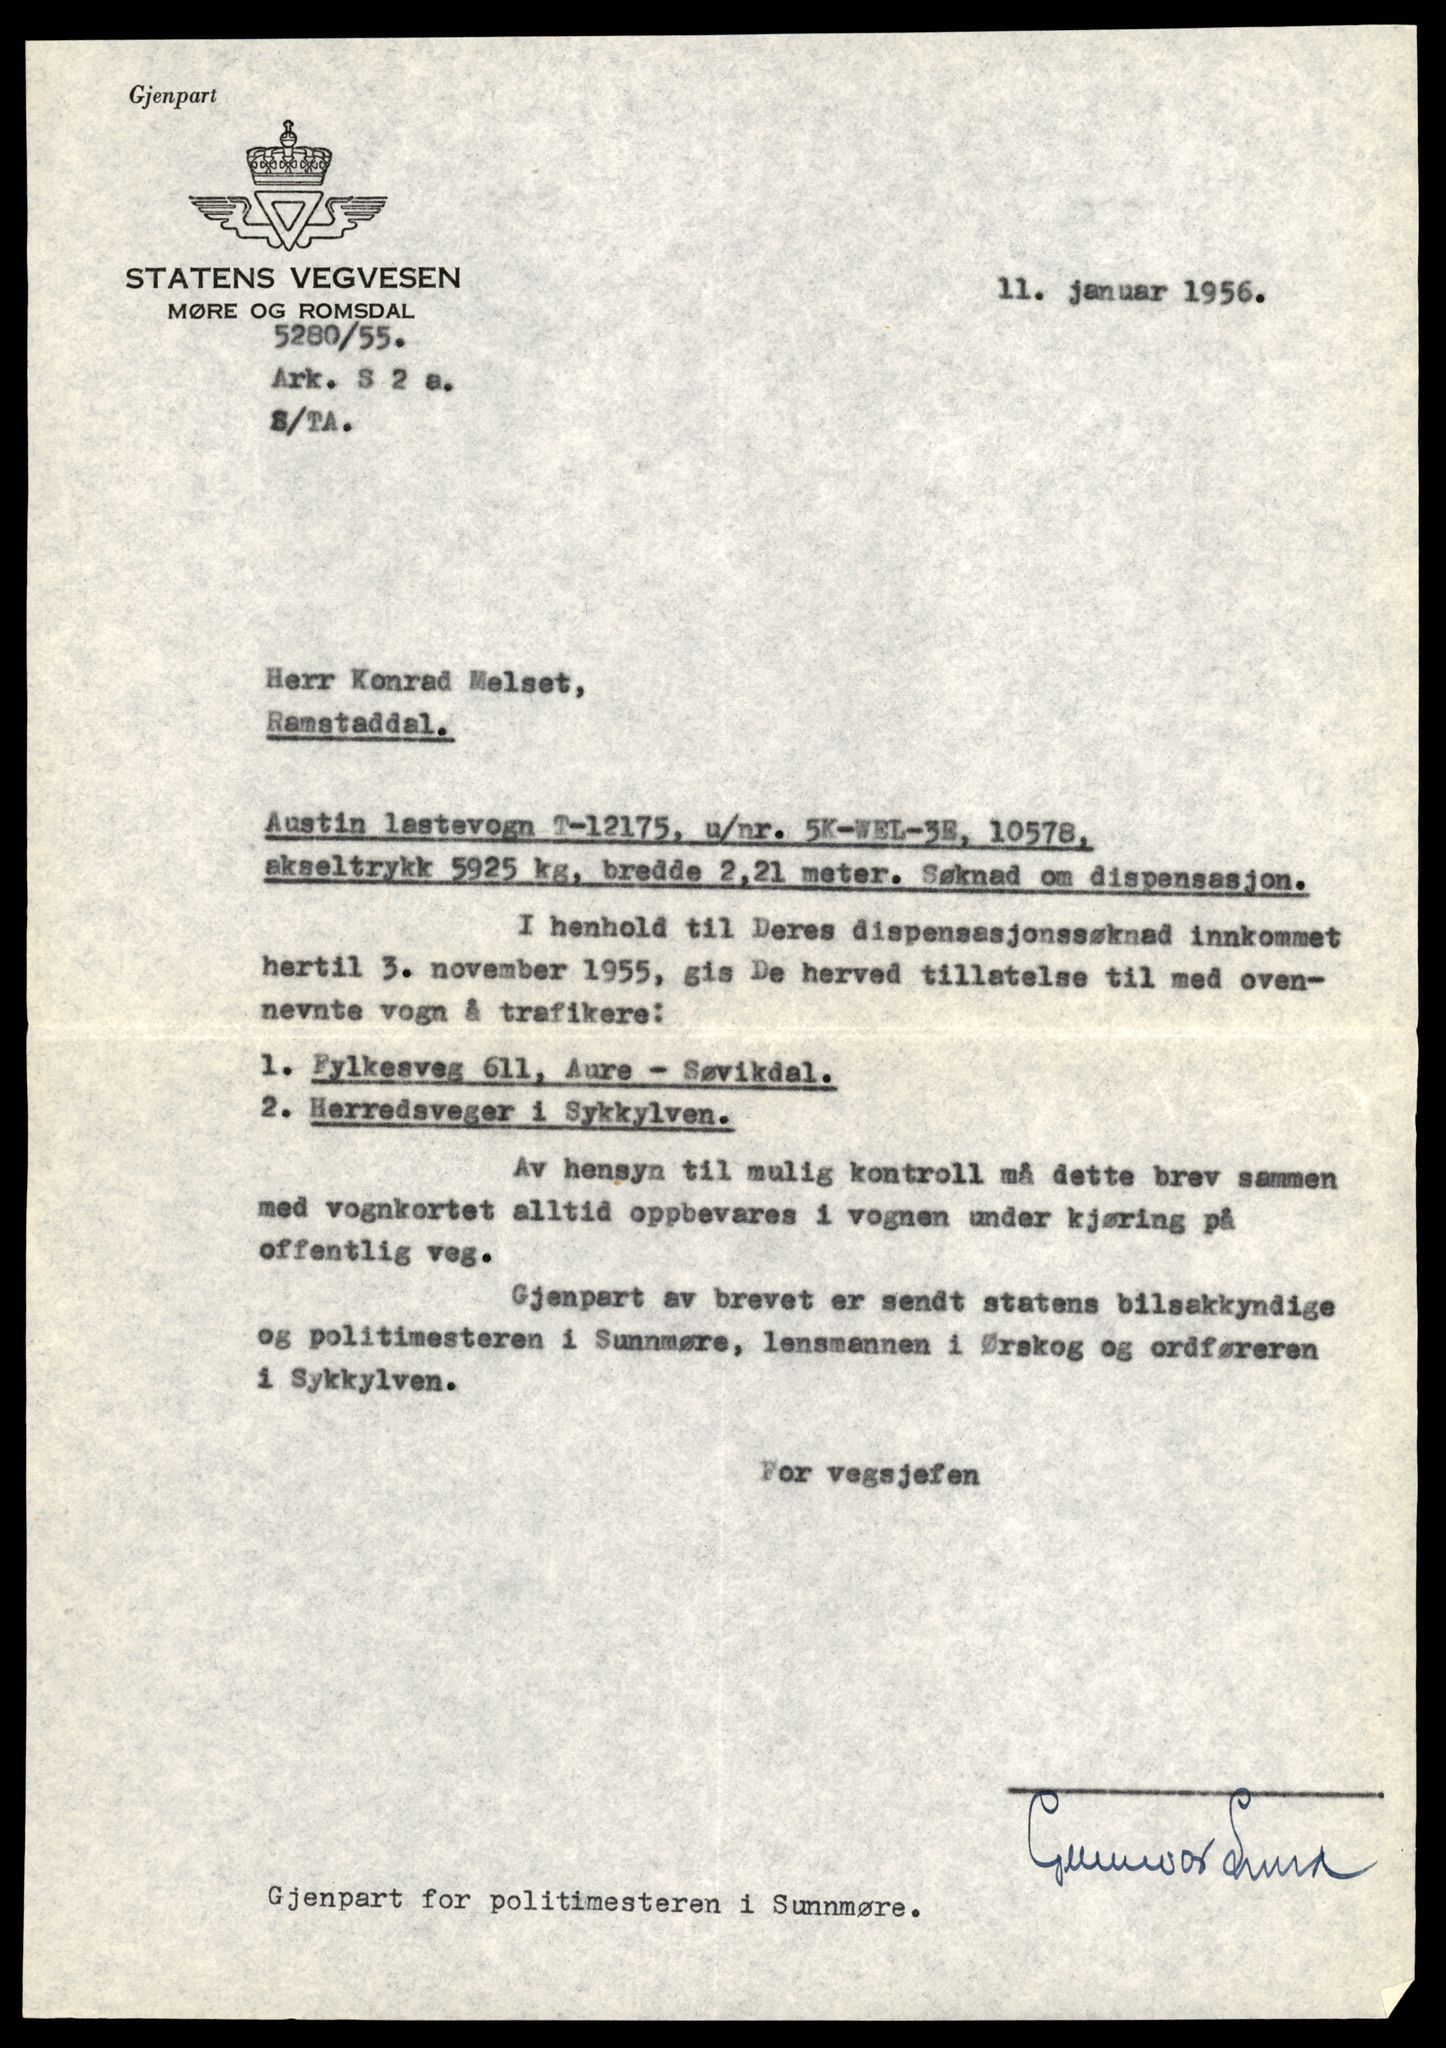 Gjenpart
STATENS VEGVESEN
MØRE OG ROMSDAL
11. januar 1956.
5280/55.
Ark. S 2 a.
S/TA.
Herr Konrad Melset,
Ramstaddal.
Austin lastevogn T-12175, u/nr. 5K-WEL-3E, 10578,
akseltrykk 5925 kg, bredde 2,21 meter. Søknad om dispensasjon.
I henhold til Deres dispensasjonssøknad innkommet
hertil 3. november 1955, gis De herved tillatelse til med oven-
nevnte vogn å trafikere:
1. Fylkesveg 611, Aure - Søvikdal.
2. Herredsveger i Sykkylven.
Av hensyn til mulig kontroll må dette brev sammen
med vognkortet alltid oppbevares i vognen under kjøring på
offentlig veg.
Gjenpart av brevet er sendt statens bilsakkyndige
og politimesteren i Sunnmøre, lensmannen i Ørskog og ordføreren
i Sykkylven.
For vegsjefen
Gunnvor Lund
Gjenpart for politimesteren i Sunnmøre.